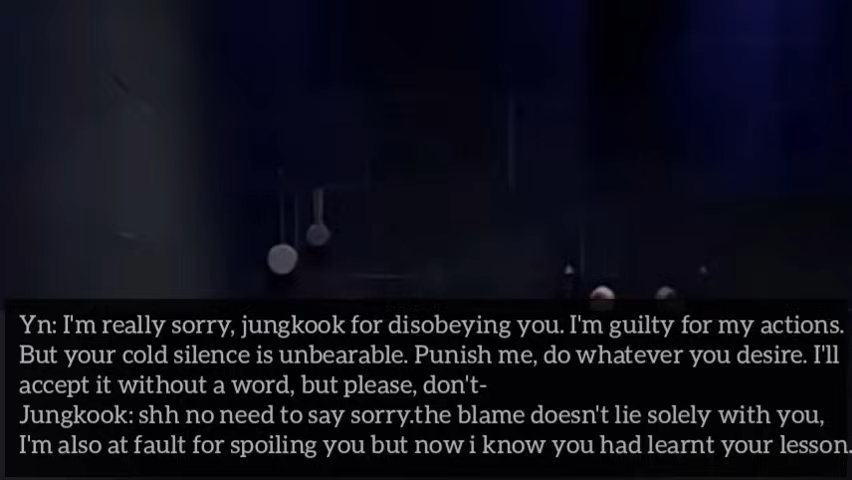 Yn: I'm really sorry, jungkook for disobeying you. I'm guilty for my actions.
But your cold silence is unbearable. Punish me, do whatever you desire. I'll
accept it without a word, but please, don't-
Jungkook: shh no need to say sorry.the blame doesn't lie solely with you,
I'm also at fault for spoiling you but now i know you had learnt your lesson.